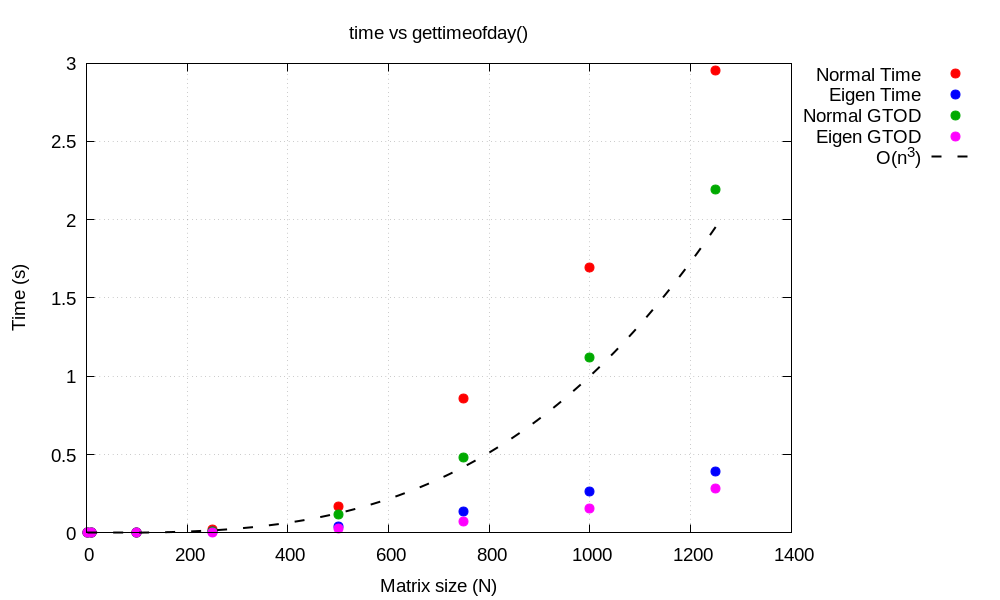 time vs gettimeofday()
3
2.5
2
1.5
1
0.5
0
0 200 400 600 800 1000 1200 1400
Time (s)
Matrix size (N)
Normal Time
Eigen Time
Normal GTOD
Eigen GTOD
O(n³)